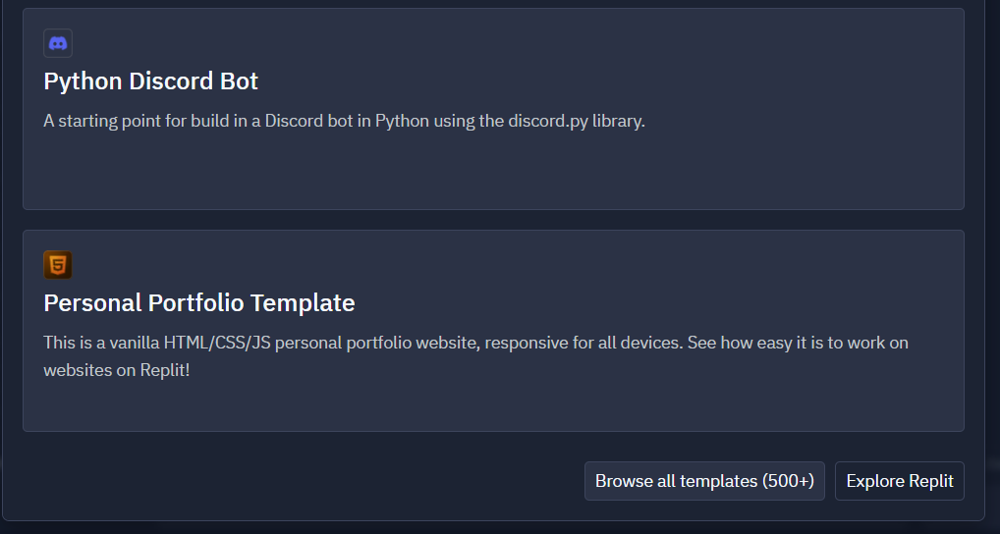 Python Discord Bot
A starting point for build in a Discord bot in Python using the discord.py library.
Personal Portfolio Template
This is a vanilla HTML/CSS/JS personal portfolio website, responsive for all devices. See how easy it is to work on
websites on Replit!
Browse all templates (500+) Explore Replit